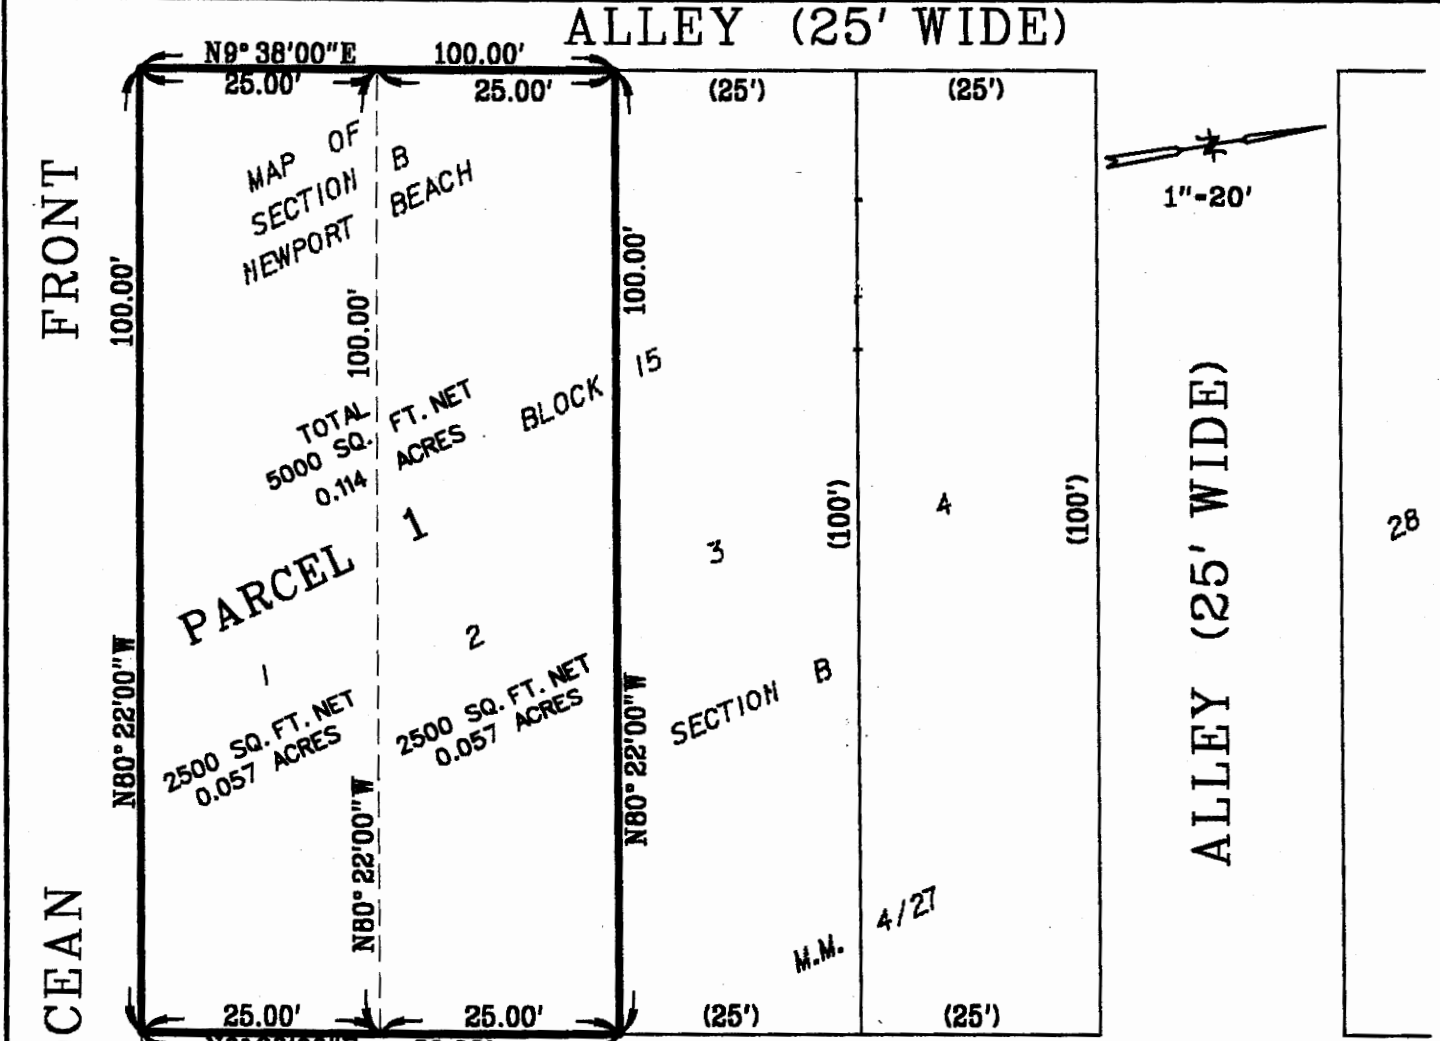 ALLEY (25' WIDE)
N9°38'00"E 100.00'
25.00' 25.00' (25') (25')
MAP OF
SECTION B
NEWPORT BEACH
1"-20'
FRONT
100.00'
100.00'
100.00'
BLOCK 15
TOTAL
5000 SQ. FT. NET
0.114 ACRES
PARCEL 1
1
2500 SQ. FT. NET
0.057 ACRES
2
2500 SQ. FT. NET
0.057 ACRES
3
4
(100')
(100')
28
ALLEY (25' WIDE)
N80°22'00"W
N80°22'00"W
N80°22'00"W
SECTION B
M.M. 4/27
CEAN
25.00' 25.00' (25') (25')